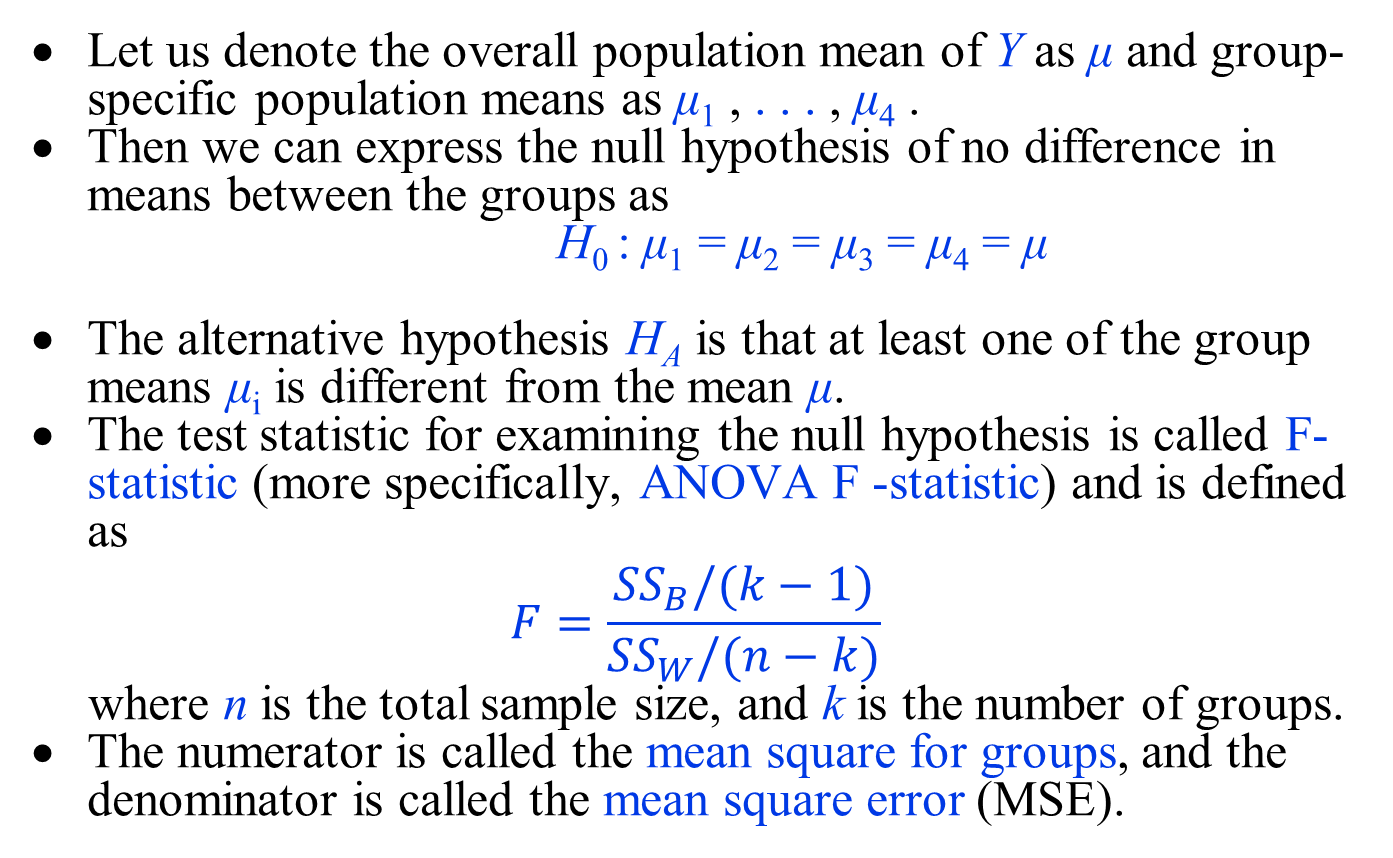 • Let us denote the overall population mean of Y as μ and group-
specific population means as μ₁ , . . . , μ₄ .
• Then we can express the null hypothesis of no difference in
means between the groups as
H₀ : μ₁ = μ₂ = μ₃ = μ₄ = μ
• The alternative hypothesis H_A is that at least one of the group
means μᵢ is different from the mean μ.
• The test statistic for examining the null hypothesis is called F-
statistic (more specifically, ANOVA F -statistic) and is defined
as
F = \frac{SS_B/(k − 1)}{SS_W/(n − k)}
where n is the total sample size, and k is the number of groups.
• The numerator is called the mean square for groups, and the
denominator is called the mean square error (MSE).